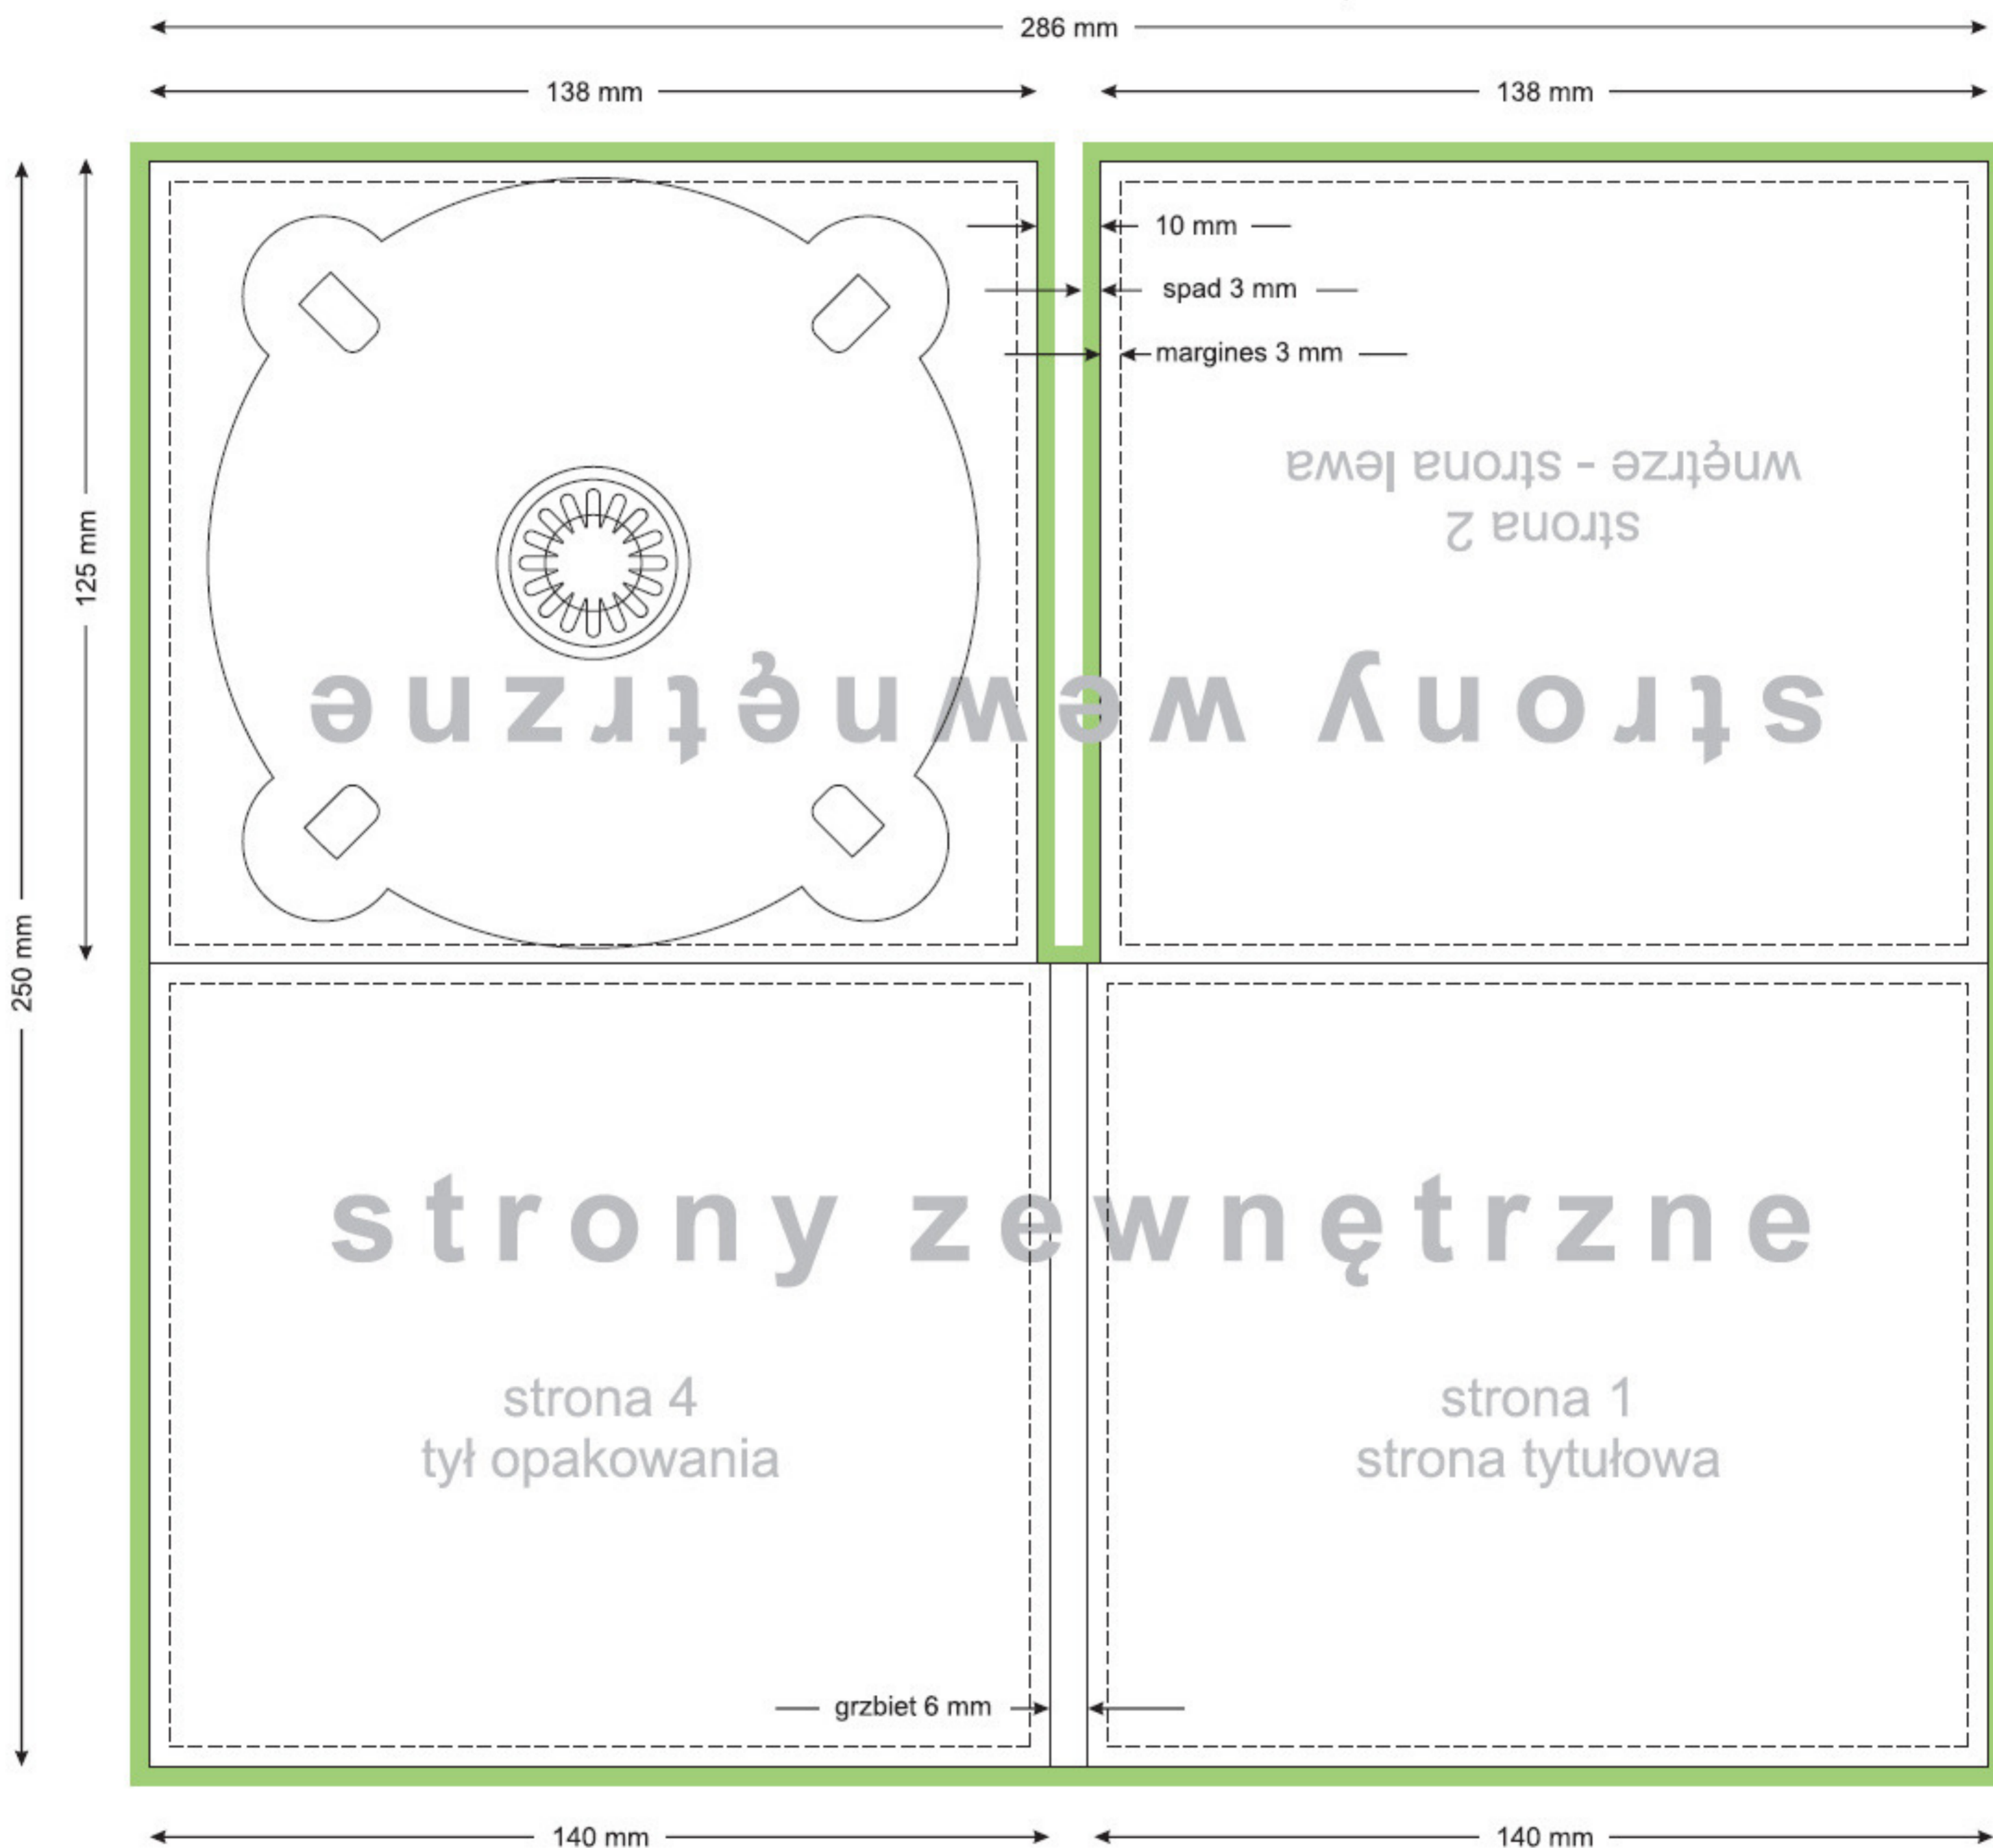 286 mm
138 mm
138 mm
10 mm
spad 3 mm
margines 3 mm
125 mm
250 mm
strona 2
wnętrze - strona lewa
strony wewnętrzne
strony zewnętrzne
strona 4
tył opakowania
strona 1
strona tytułowa
grzbiet 6 mm
140 mm
140 mm